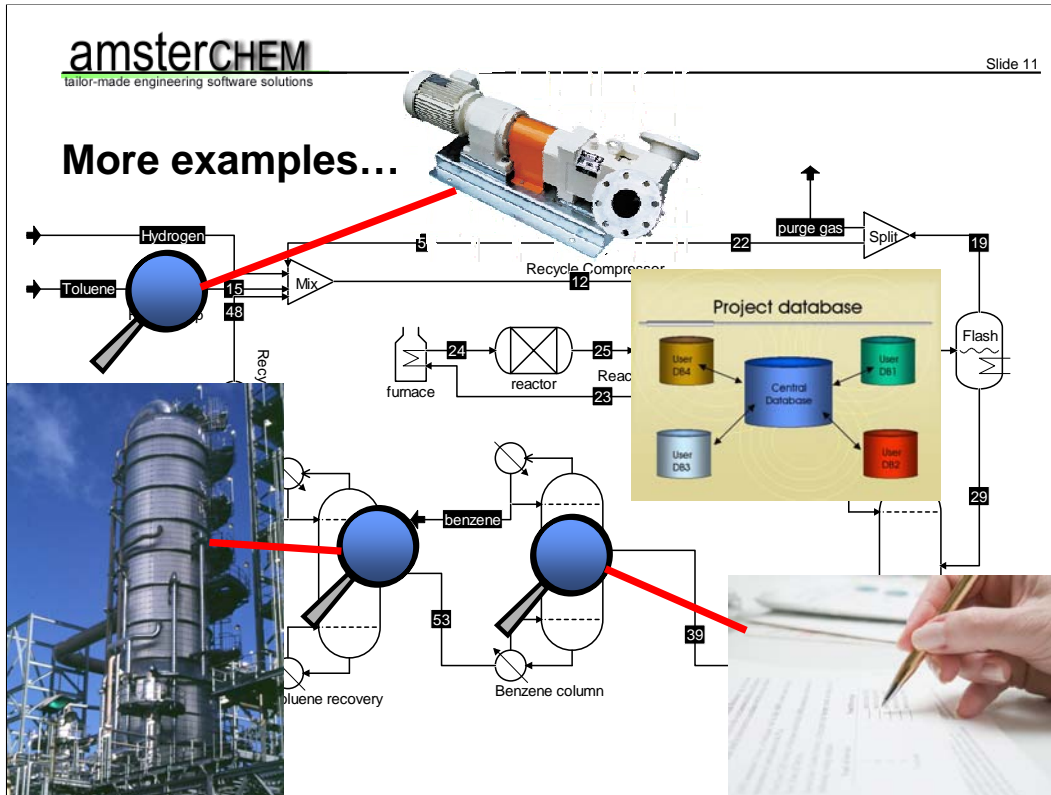 amsterCHEM
tailor-made engineering software solutions
Slide 11
More examples…
Hydrogen
5
22
purge gas
Split
19
Toluene
15
48
Mix
Recycle Compressor
12
Project database
User
DB4
User
DB1
Central
Database
User
DB3
User
DB2
24
25
furnace
reactor
23
Flash
29
benzene
53
39
Benzene column